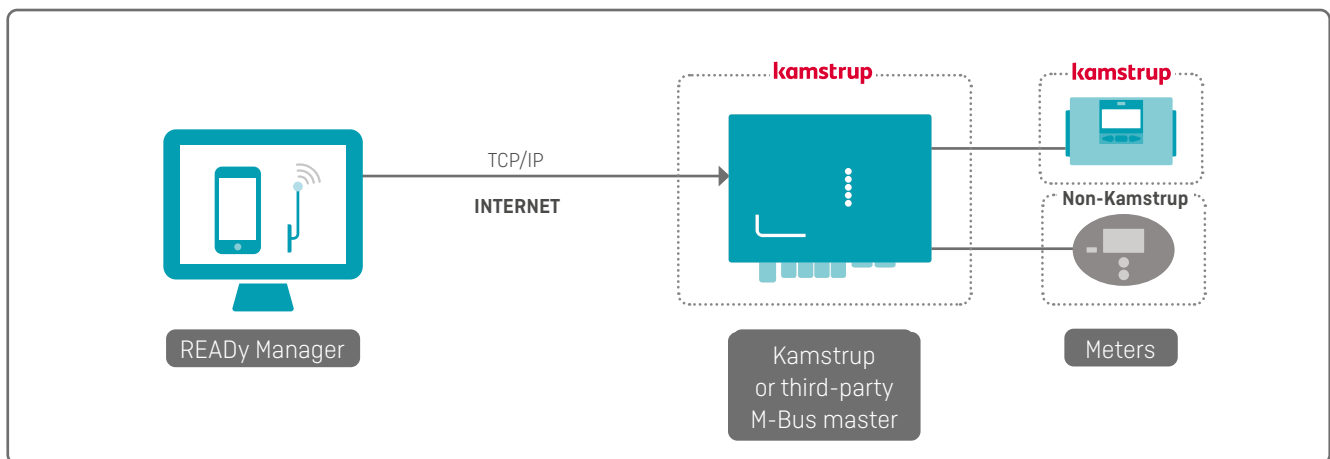 kamstrup
kamstrup
TCP/IP
INTERNET
Non-Kamstrup
READy Manager
Kamstrup
or third-party
M-Bus master
Meters